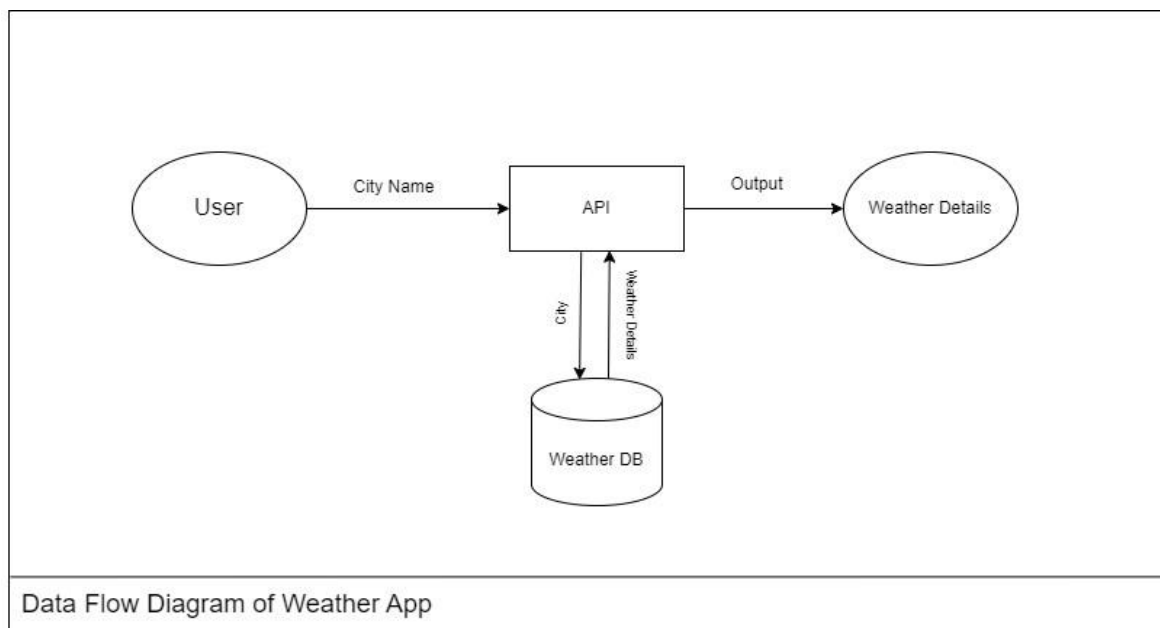 City Name
Output
User
API
Weather Details
City
Weather Details
Weather DB
Data Flow Diagram of Weather App